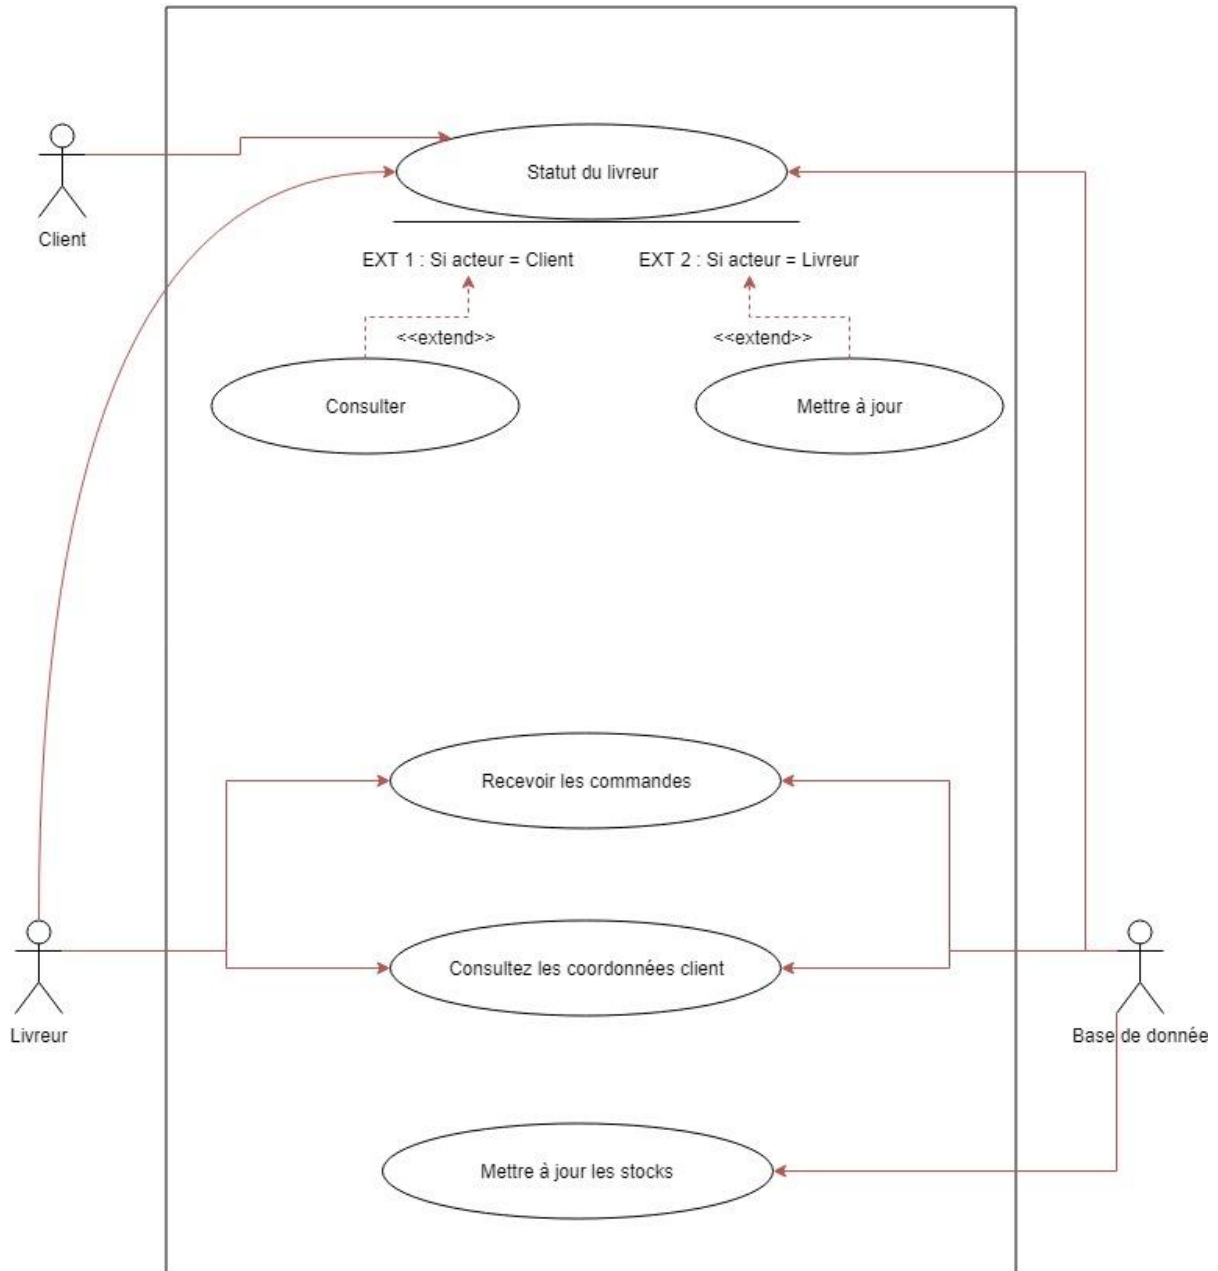 Statut du livreur
Client
EXT 1 : Si acteur = Client
EXT 2 : Si acteur = Livreur
<<extend>>
<<extend>>
Consulter
Mettre à jour
Recevoir les commandes
Consultez les coordonnées client
Livreur
Base de donnée
Mettre à jour les stocks